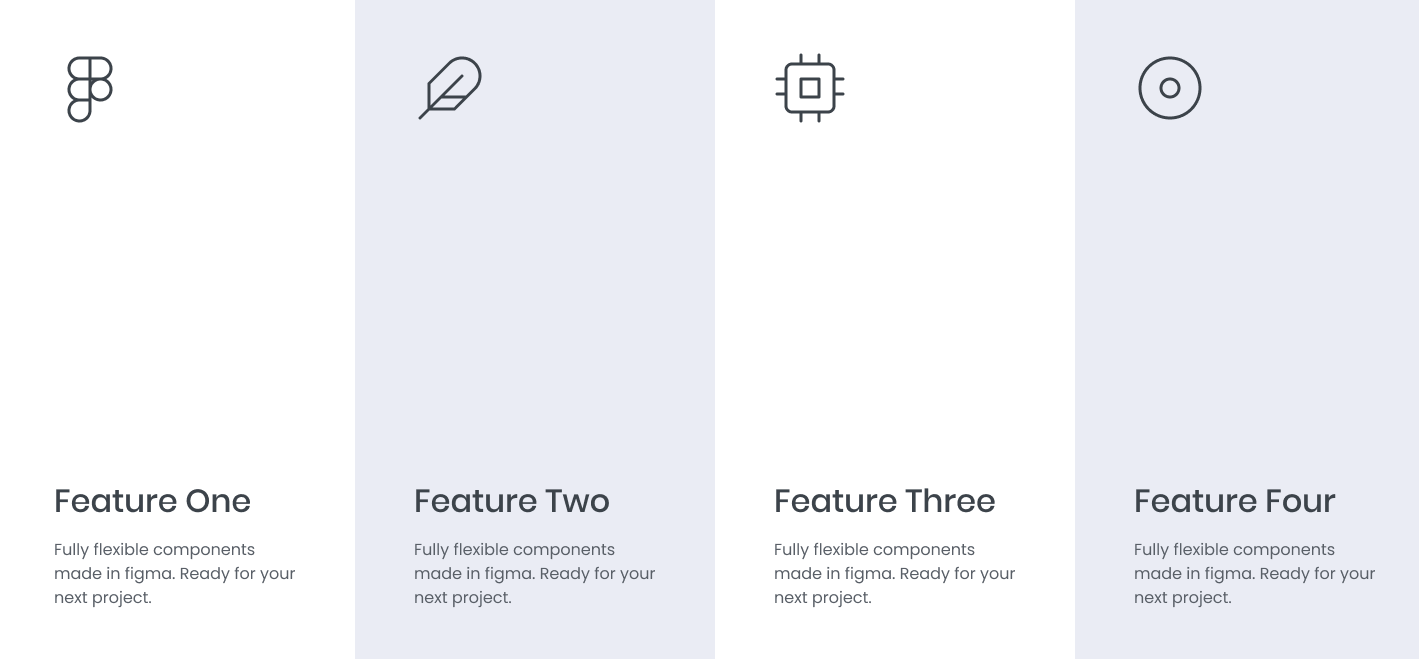 Feature One
Fully flexible components
made in figma. Ready for your
next project.
Feature Two
Fully flexible components
made in figma. Ready for your
next project.
Feature Three
Fully flexible components
made in figma. Ready for your
next project.
Feature Four
Fully flexible components
made in figma. Ready for your
next project.